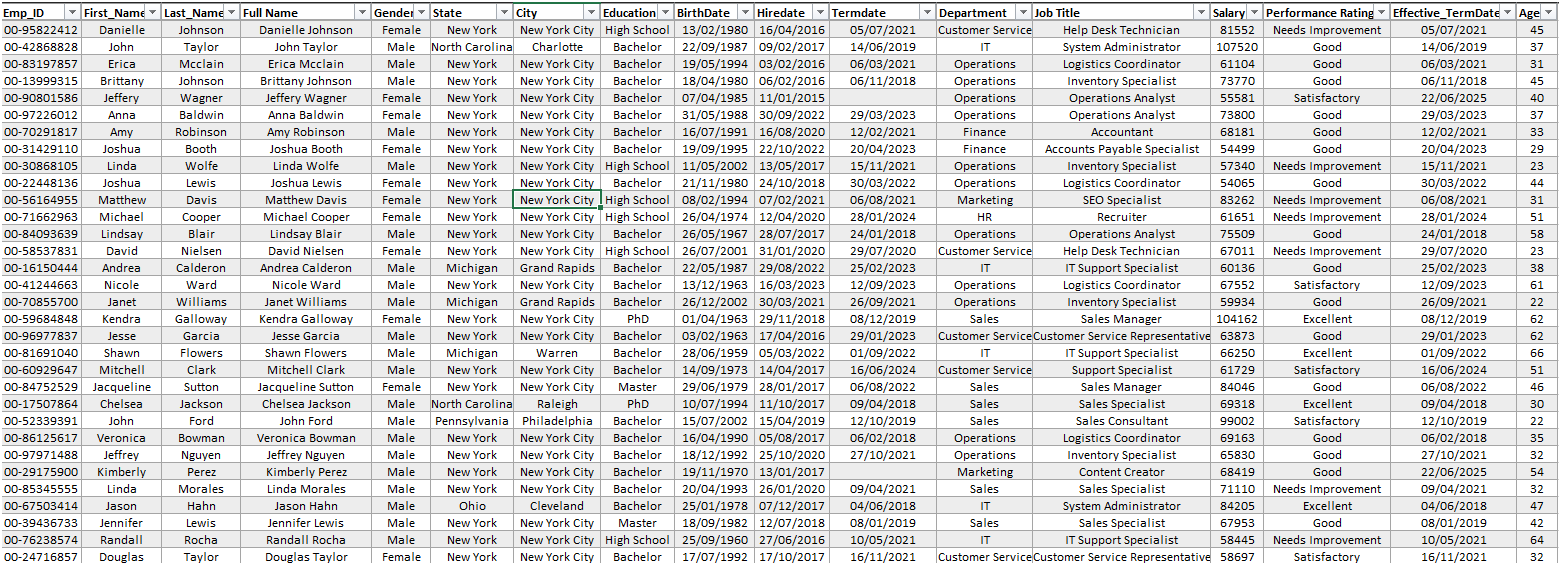 Emp_ID First_Name Last_Name Full Name Gender State City Education BirthDate Hiredate Termdate Department Job Title Salary Performance Rating Effective_TermDate Age
00-95822412 Danielle Johnson Danielle Johnson Female New York New York City High School 13/02/1980 16/04/2016 05/07/2021 Customer Service Help Desk Technician 81552 Needs Improvement 05/07/2021 45
00-42868828 John Taylor John Taylor Male North Carolina Charlotte Bachelor 22/09/1987 09/02/2017 14/06/2019 IT System Administrator 107520 Good 14/06/2019 37
00-83197857 Erica Mcclain Erica Mcclain Male New York New York City Bachelor 19/05/1994 03/02/2016 06/03/2021 Operations Logistics Coordinator 61104 Good 06/03/2021 31
00-13999315 Brittany Johnson Brittany Johnson Male New York New York City Bachelor 18/04/1980 06/02/2016 06/11/2018 Operations Inventory Specialist 73770 Good 06/11/2018 45
00-90801586 Jeffery Wagner Jeffery Wagner Female New York New York City Bachelor 07/04/1985 11/01/2015 Operations Operations Analyst 55581 Satisfactory 22/06/2025 40
00-97226012 Anna Baldwin Anna Baldwin Female New York New York City Bachelor 31/05/1988 30/09/2022 29/03/2023 Operations Operations Analyst 73800 Good 29/03/2023 37
00-70291817 Amy Robinson Amy Robinson Male New York New York City Bachelor 16/07/1991 16/08/2020 12/02/2021 Finance Accountant 68181 Good 12/02/2021 33
00-31429110 Joshua Booth Joshua Booth Female New York New York City Bachelor 19/09/1995 22/10/2022 20/04/2023 Finance Accounts Payable Specialist 54499 Good 20/04/2023 29
00-30868105 Linda Wolfe Linda Wolfe Male New York New York City High School 11/05/2002 13/05/2017 15/11/2021 Operations Inventory Specialist 57340 Needs Improvement 15/11/2021 23
00-22448136 Joshua Lewis Joshua Lewis Female New York New York City Bachelor 21/11/1980 24/10/2018 30/03/2022 Operations Logistics Coordinator 54065 Good 30/03/2022 44
00-56164955 Matthew Davis Matthew Davis Female New York New York City High School 08/02/1994 07/02/2021 06/08/2021 Marketing SEO Specialist 83262 Needs Improvement 06/08/2021 31
00-71662963 Michael Cooper Michael Cooper Female New York New York City High School 26/04/1974 12/04/2020 28/01/2024 HR Recruiter 61651 Needs Improvement 28/01/2024 51
00-84093639 Lindsay Blair Lindsay Blair Male New York New York City Bachelor 26/05/1967 28/07/2017 24/01/2018 Operations Operations Analyst 75509 Good 24/01/2018 58
00-58537831 David Nielsen David Nielsen Female New York New York City High School 26/07/2001 31/01/2020 29/07/2020 Customer Service Help Desk Technician 67011 Needs Improvement 29/07/2020 23
00-16150444 Andrea Calderon Andrea Calderon Male Michigan Grand Rapids Bachelor 22/05/1987 29/08/2022 25/02/2023 IT IT Support Specialist 60136 Good 25/02/2023 38
00-41244663 Nicole Ward Nicole Ward Male New York New York City Bachelor 13/12/1963 16/03/2023 12/09/2023 Operations Logistics Coordinator 67552 Satisfactory 12/09/2023 61
00-70855700 Janet Williams Janet Williams Male Michigan Grand Rapids Bachelor 26/12/2002 30/03/2021 26/09/2021 Operations Inventory Specialist 59934 Good 26/09/2021 22
00-59684848 Kendra Galloway Kendra Galloway Female New York New York City PhD 01/04/1963 29/11/2018 08/12/2019 Sales Sales Manager 104162 Excellent 08/12/2019 62
00-96977837 Jesse Garcia Jesse Garcia Male New York New York City Bachelor 03/02/1963 17/04/2016 29/01/2023 Customer Service Customer Service Representative 63873 Good 29/01/2023 62
00-81691040 Shawn Flowers Shawn Flowers Male Michigan Warren Bachelor 28/06/1959 05/03/2022 01/09/2022 IT IT Support Specialist 66250 Excellent 01/09/2022 66
00-60929647 Mitchell Clark Mitchell Clark Male New York New York City Bachelor 14/09/1973 14/04/2017 16/06/2024 Customer Service Support Specialist 61729 Satisfactory 16/06/2024 51
00-84752529 Jacqueline Sutton Jacqueline Sutton Female New York New York City Master 29/06/1979 28/01/2017 06/08/2022 Sales Sales Manager 84046 Good 06/08/2022 46
00-17507864 Chelsea Jackson Chelsea Jackson Male North Carolina Raleigh PhD 10/07/1994 11/10/2017 09/04/2018 Sales Sales Specialist 69318 Excellent 09/04/2018 30
00-52339391 John Ford John Ford Male Pennsylvania Philadelphia Bachelor 15/07/2002 15/04/2019 12/10/2019 Sales Sales Consultant 99002 Satisfactory 12/10/2019 22
00-86125617 Veronica Bowman Veronica Bowman Male New York New York City Bachelor 16/04/1990 05/08/2017 06/02/2018 Operations Logistics Coordinator 69163 Good 06/02/2018 35
00-97971488 Jeffrey Nguyen Jeffrey Nguyen Male New York New York City Bachelor 18/12/1992 25/10/2020 27/10/2021 Operations Inventory Specialist 65830 Good 27/10/2021 32
00-29175900 Kimberly Perez Kimberly Perez Male New York New York City Bachelor 19/11/1970 13/01/2017 Marketing Content Creator 68419 Good 22/06/2025 54
00-85345555 Linda Morales Linda Morales Male New York New York City Bachelor 20/04/1993 26/01/2020 09/04/2021 Sales Sales Specialist 71110 Needs Improvement 09/04/2021 32
00-67503414 Jason Hahn Jason Hahn Male Ohio Cleveland Bachelor 25/01/1978 07/12/2017 04/06/2018 IT System Administrator 84205 Excellent 04/06/2018 47
00-39436733 Jennifer Lewis Jennifer Lewis Male New York New York City Master 18/09/1982 12/07/2018 08/01/2019 Sales Sales Specialist 67953 Good 08/01/2019 42
00-76238574 Randall Rocha Randall Rocha Male New York New York City High School 25/09/1960 27/06/2016 10/05/2021 IT IT Support Specialist 58445 Needs Improvement 10/05/2021 64
00-24716857 Douglas Taylor Douglas Taylor Female New York New York City Bachelor 17/07/1992 17/10/2017 16/11/2021 Customer Service Customer Service Representative 58697 Satisfactory 16/11/2021 32